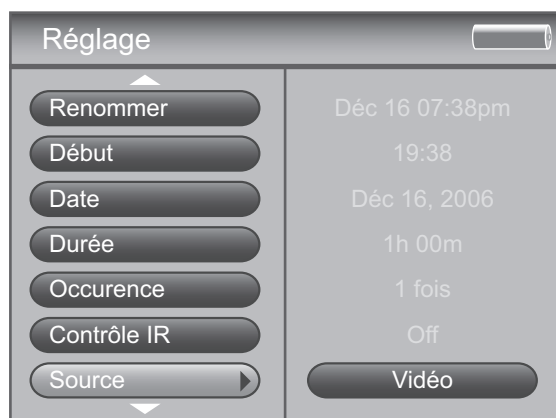 Réglage
Renommer Déc 16 07:38pm
Début 19:38
Date Déc 16, 2006
Durée 1h 00m
Occurence 1 fois
Contrôle IR Off
Source Vidéo